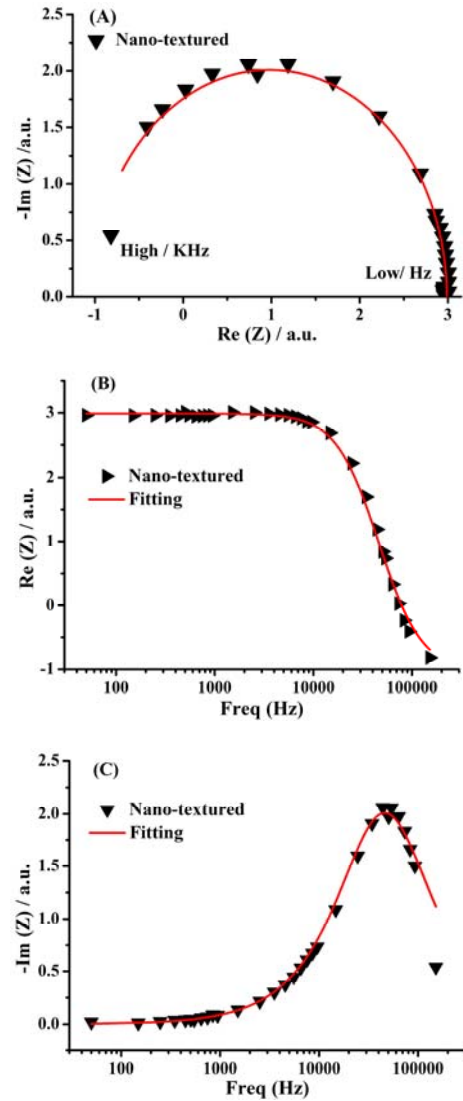 (A)
Nano-textured
2.5
2.0
1.5
1.0
0.5
0.0
-Im (Z) /a.u.
High / KHz
Low/ Hz
-1 0 1 2 3
Re (Z) / a.u.
(B)
3
2
1
0
-1
Re (Z) / a.u.
Nano-textured
Fitting
100 1000 10000 100000
Freq (Hz)
(C)
2.5
2.0
1.5
1.0
0.5
0.0
-Im (Z) /a.u.
Nano-textured
Fitting
100 1000 10000 100000
Freq (Hz)